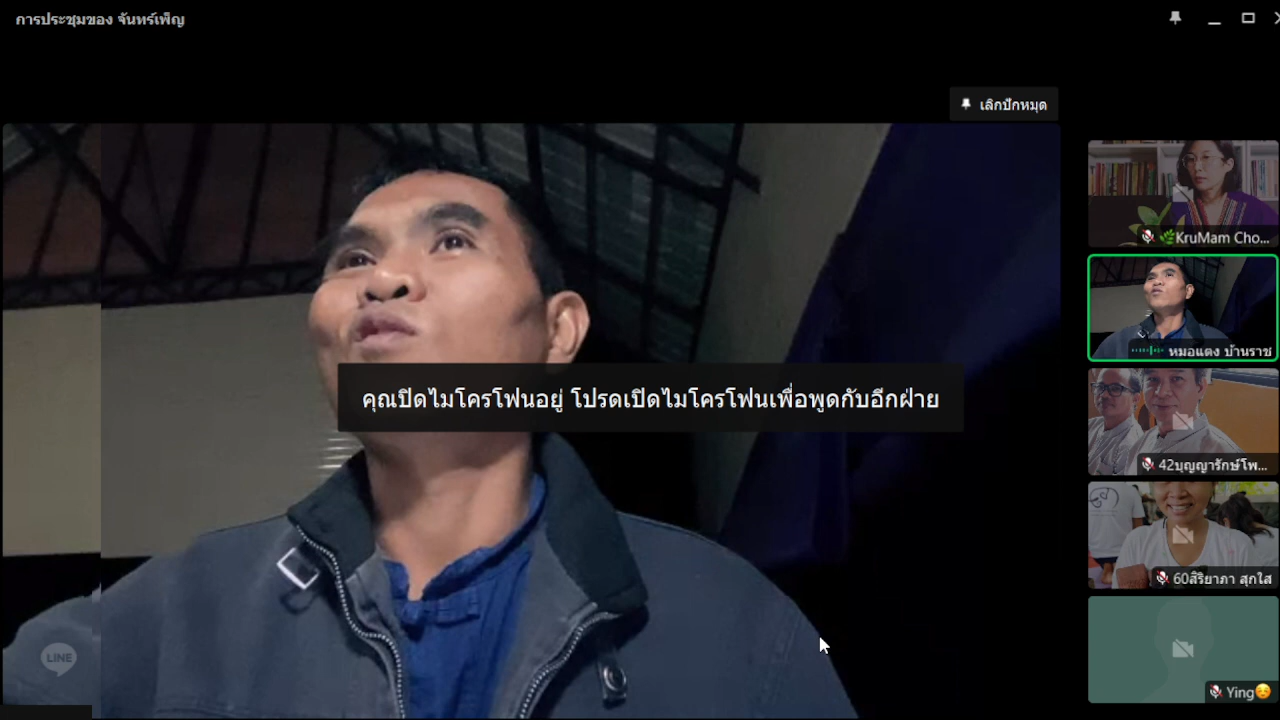 การประชุมของ จันทร์เพ็ญ
เลิกปักหมุด
KruMam Cho...
หมอแดง บ้านราช
คุณปิดไมโครโฟนอยู่ โปรดเปิดไมโครโฟนเพื่อพูดกับอีกฝ่าย
42บุญญารักษ์โพ...
60สิริยาภา สุกใส
LINE
Ying